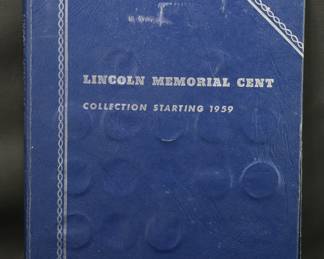 LINCOLN MEMORIAL CENT
COLLECTION STARTING 1959